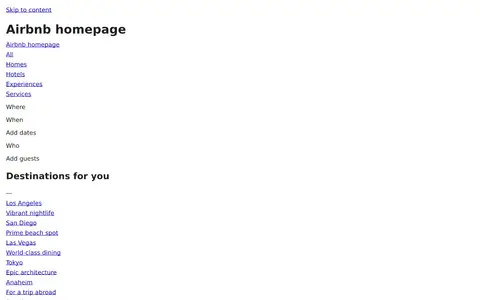 Skip to content
Airbnb homepage
Airbnb homepage
All
Homes
Hotels
Experiences
Services
Where
When
Add dates
Who
Add guests
Destinations for you
—
Los Angeles
Vibrant nightlife
San Diego
Prime beach spot
Las Vegas
World-class dining
Tokyo
Epic architecture
Anaheim
For a trip abroad